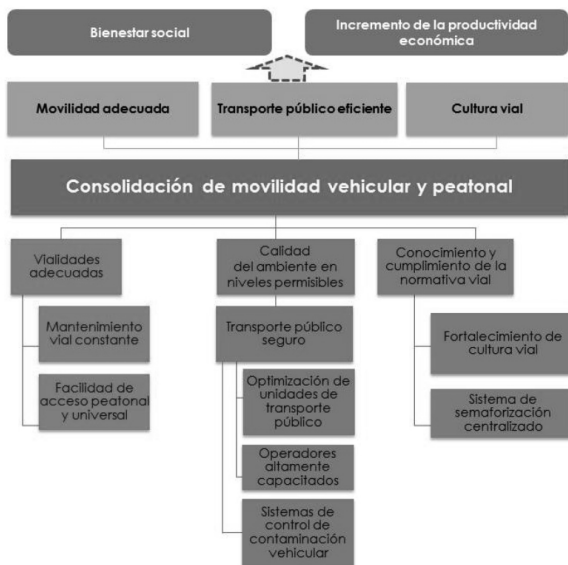 Bienestar social
Incremento de la productividad
económica
Movilidad adecuada
Transporte público eficiente
Cultura vial
Consolidación de movilidad vehicular y peatonal
Vialidades
adecuadas
Mantenimiento
vial constante
Facilidad de
acceso peatonal
y universal
Calidad
del ambiente en
niveles permisibles
Transporte público
seguro
Optimización de
unidades de
transporte
público
Operadores
altamente
capacitados
Sistemas de
control de
contaminación
vehicular
Conocimiento y
cumplimiento de la
normativa vial
Fortalecimiento de
cultura vial
Sistema de
semaforización
centralizado